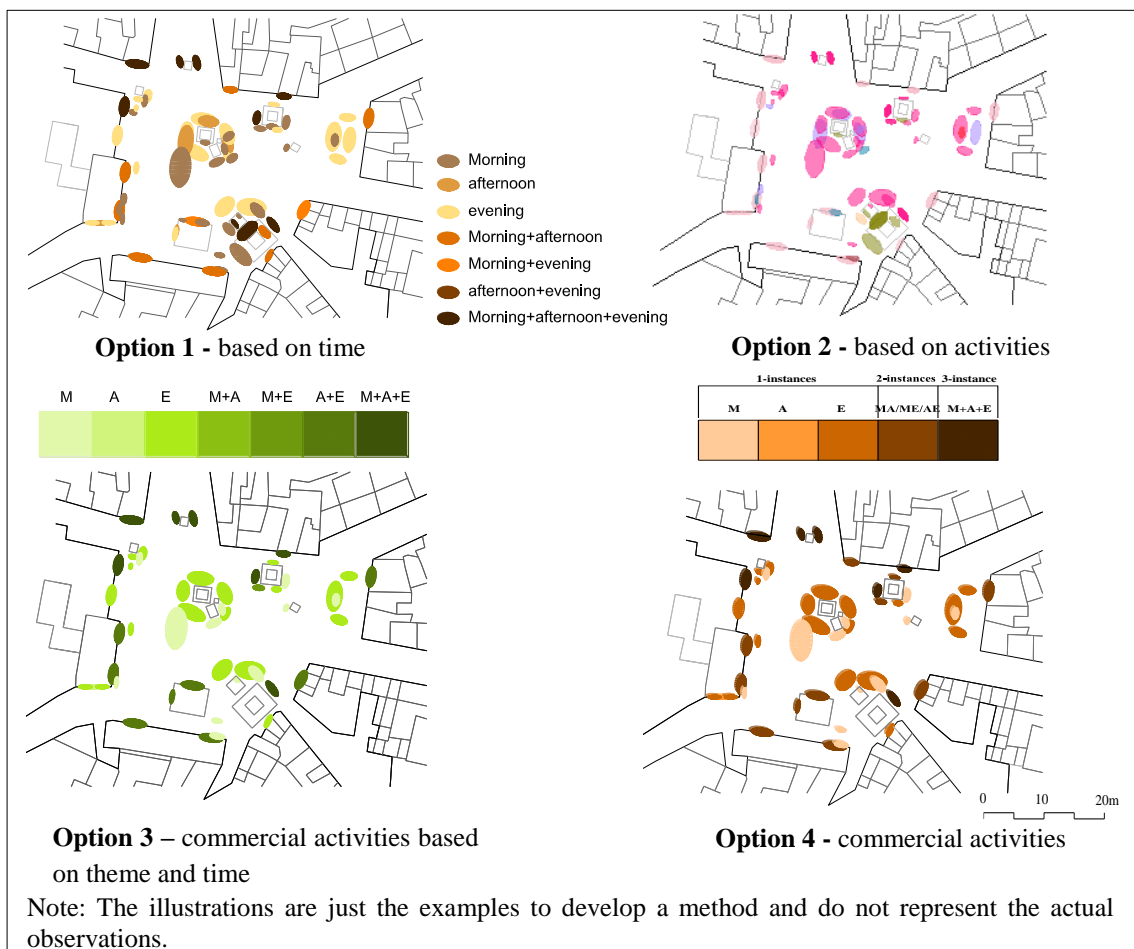 Morning
afternoon
evening
Morning+afternoon
Morning+evening
afternoon+evening
Morning+afternoon+evening
Option 1 - based on time
Option 2 - based on activities
M A E M+A M+E A+E M+A+E
1-instances 2-instances 3-instance
M A E MA/ME/AE M+A+E
0 10 20m
Option 3 – commercial activities based
on theme and time
Option 4 - commercial activities
Note: The illustrations are just the examples to develop a method and do not represent the actual
observations.